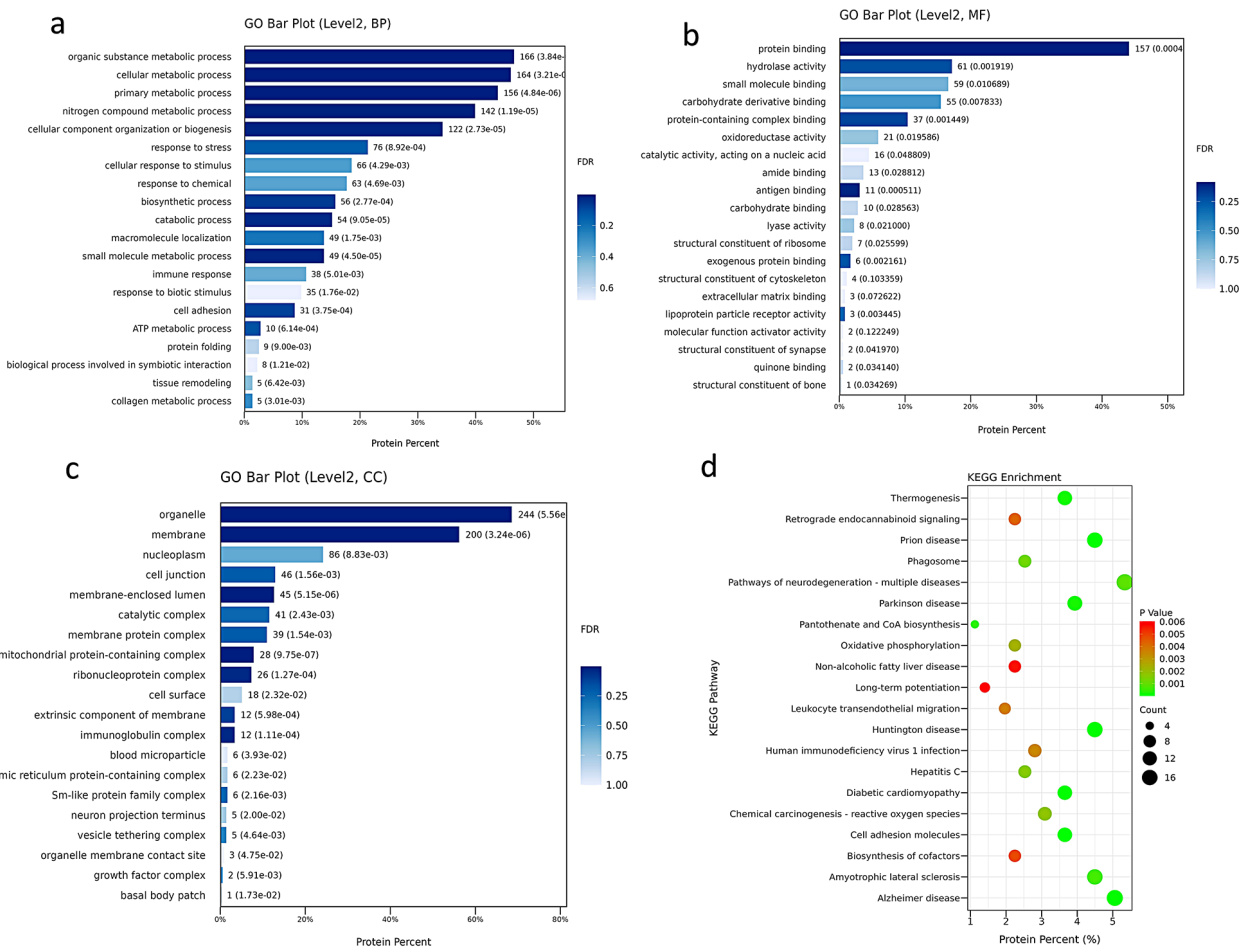 a
GO Bar Plot (Level2, BP)
organic substance metabolic process 166 (3.84e-
cellular metabolic process 164 (3.21e-0
primary metabolic process 156 (4.84e-06)
nitrogen compound metabolic process 142 (1.19e-05)
cellular component organization or biogenesis 122 (2.73e-05)
response to stress 76 (8.92e-04)
cellular response to stimulus 66 (4.29e-03)
response to chemical 63 (4.69e-03)
biosynthetic process 56 (2.77e-04)
catabolic process 54 (9.05e-05)
macromolecule localization 49 (1.75e-03)
small molecule metabolic process 49 (4.50e-05)
immune response 38 (5.01e-03)
response to biotic stimulus 35 (1.76e-02)
cell adhesion 31 (3.75e-04)
ATP metabolic process 10 (6.14e-04)
protein folding 9 (9.00e-03)
biological process involved in symbiotic interaction 8 (1.21e-02)
tissue remodeling 5 (6.42e-03)
collagen metabolic process 5 (3.01e-03)
0% 10% 20% 30% 40% 50%
Protein Percent
FDR
0.2
0.4
0.6
b
GO Bar Plot (Level2, MF)
protein binding 157 (0.0004
hydrolase activity 61 (0.001919)
small molecule binding 59 (0.010689)
carbohydrate derivative binding 55 (0.007833)
protein-containing complex binding 37 (0.001449)
oxidoreductase activity 21 (0.019586)
catalytic activity, acting on a nucleic acid 16 (0.048809)
amide binding 13 (0.028812)
antigen binding 11 (0.000511)
carbohydrate binding 10 (0.028563)
lyase activity 8 (0.021000)
structural constituent of ribosome 7 (0.025599)
exogenous protein binding 6 (0.002161)
structural constituent of cytoskeleton 4 (0.103359)
extracellular matrix binding 3 (0.072622)
lipoprotein particle receptor activity 3 (0.003445)
molecular function activator activity 2 (0.122249)
structural constituent of synapse 2 (0.041970)
quinone binding 2 (0.034140)
structural constituent of bone 1 (0.034269)
0% 10% 20% 30% 40% 50%
Protein Percent
FDR
0.25
0.50
0.75
1.00
c
GO Bar Plot (Level2, CC)
organelle 244 (5.56e
membrane 200 (3.24e-06)
nucleoplasm 86 (8.83e-03)
cell junction 46 (1.56e-03)
membrane-enclosed lumen 45 (5.15e-06)
catalytic complex 41 (2.43e-03)
membrane protein complex 39 (1.54e-03)
mitochondrial protein-containing complex 28 (9.75e-07)
ribonucleoprotein complex 26 (1.27e-04)
cell surface 18 (2.32e-02)
extrinsic component of membrane 12 (5.98e-04)
immunoglobulin complex 12 (1.11e-04)
blood microparticle 6 (3.93e-02)
mic reticulum protein-containing complex 6 (2.23e-02)
Sm-like protein family complex 6 (2.16e-03)
neuron projection terminus 5 (2.00e-02)
vesicle tethering complex 5 (4.64e-03)
organelle membrane contact site 3 (4.75e-02)
growth factor complex 2 (5.91e-03)
basal body patch 1 (1.73e-02)
0% 20% 40% 60% 80%
Protein Percent
FDR
0.25
0.50
0.75
1.00
d
KEGG Enrichment
KEGG Pathway
Thermogenesis
Retrograde endocannabinoid signaling
Prion disease
Phagosome
Pathways of neurodegeneration - multiple diseases
Parkinson disease
Pantothenate and CoA biosynthesis
Oxidative phosphorylation
Non-alcoholic fatty liver disease
Long-term potentiation
Leukocyte transendothelial migration
Huntington disease
Human immunodeficiency virus 1 infection
Hepatitis C
Diabetic cardiomyopathy
Chemical carcinogenesis - reactive oxygen species
Cell adhesion molecules
Biosynthesis of cofactors
Amyotrophic lateral sclerosis
Alzheimer disease
1 2 3 4 5
Protein Percent (%)
P Value
0.006
0.005
0.004
0.003
0.002
0.001
Count
4
8
12
16